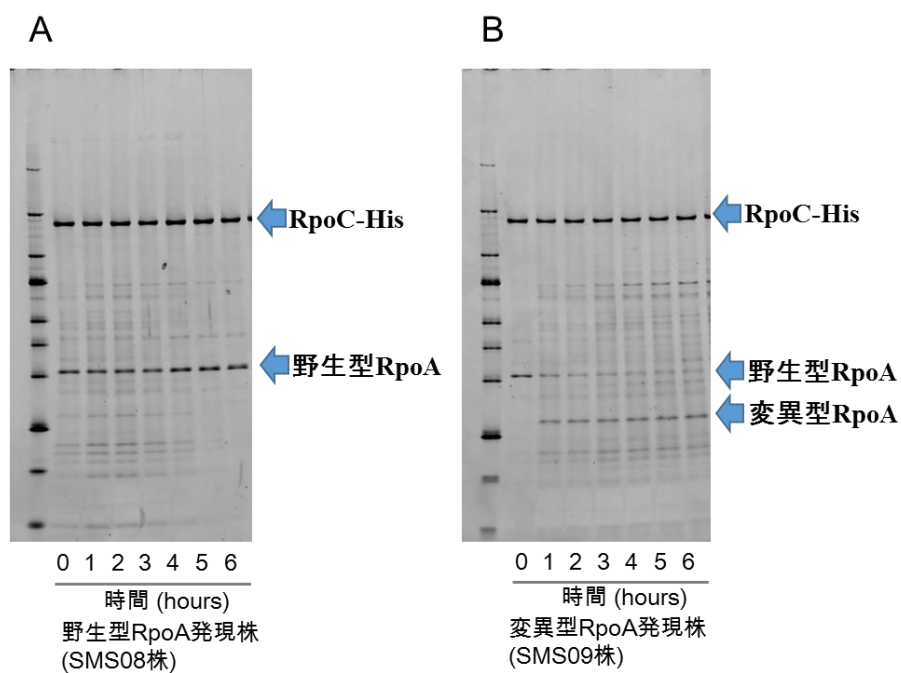 A
RpoC-His
野生型RpoA
0 1 2 3 4 5 6
時間 (hours)
野生型RpoA発現株
(SMS08株)
B
RpoC-His
野生型RpoA
変異型RpoA
0 1 2 3 4 5 6
時間 (hours)
変異型RpoA発現株
(SMS09株)